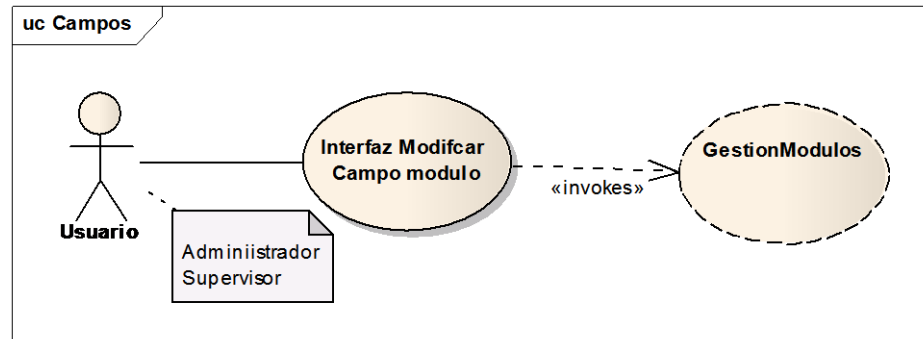 uc Campos
Usuario
Adminiistrador
Supervisor
Interfaz Modifcar
Campo modulo
«invokes»
GestionModulos